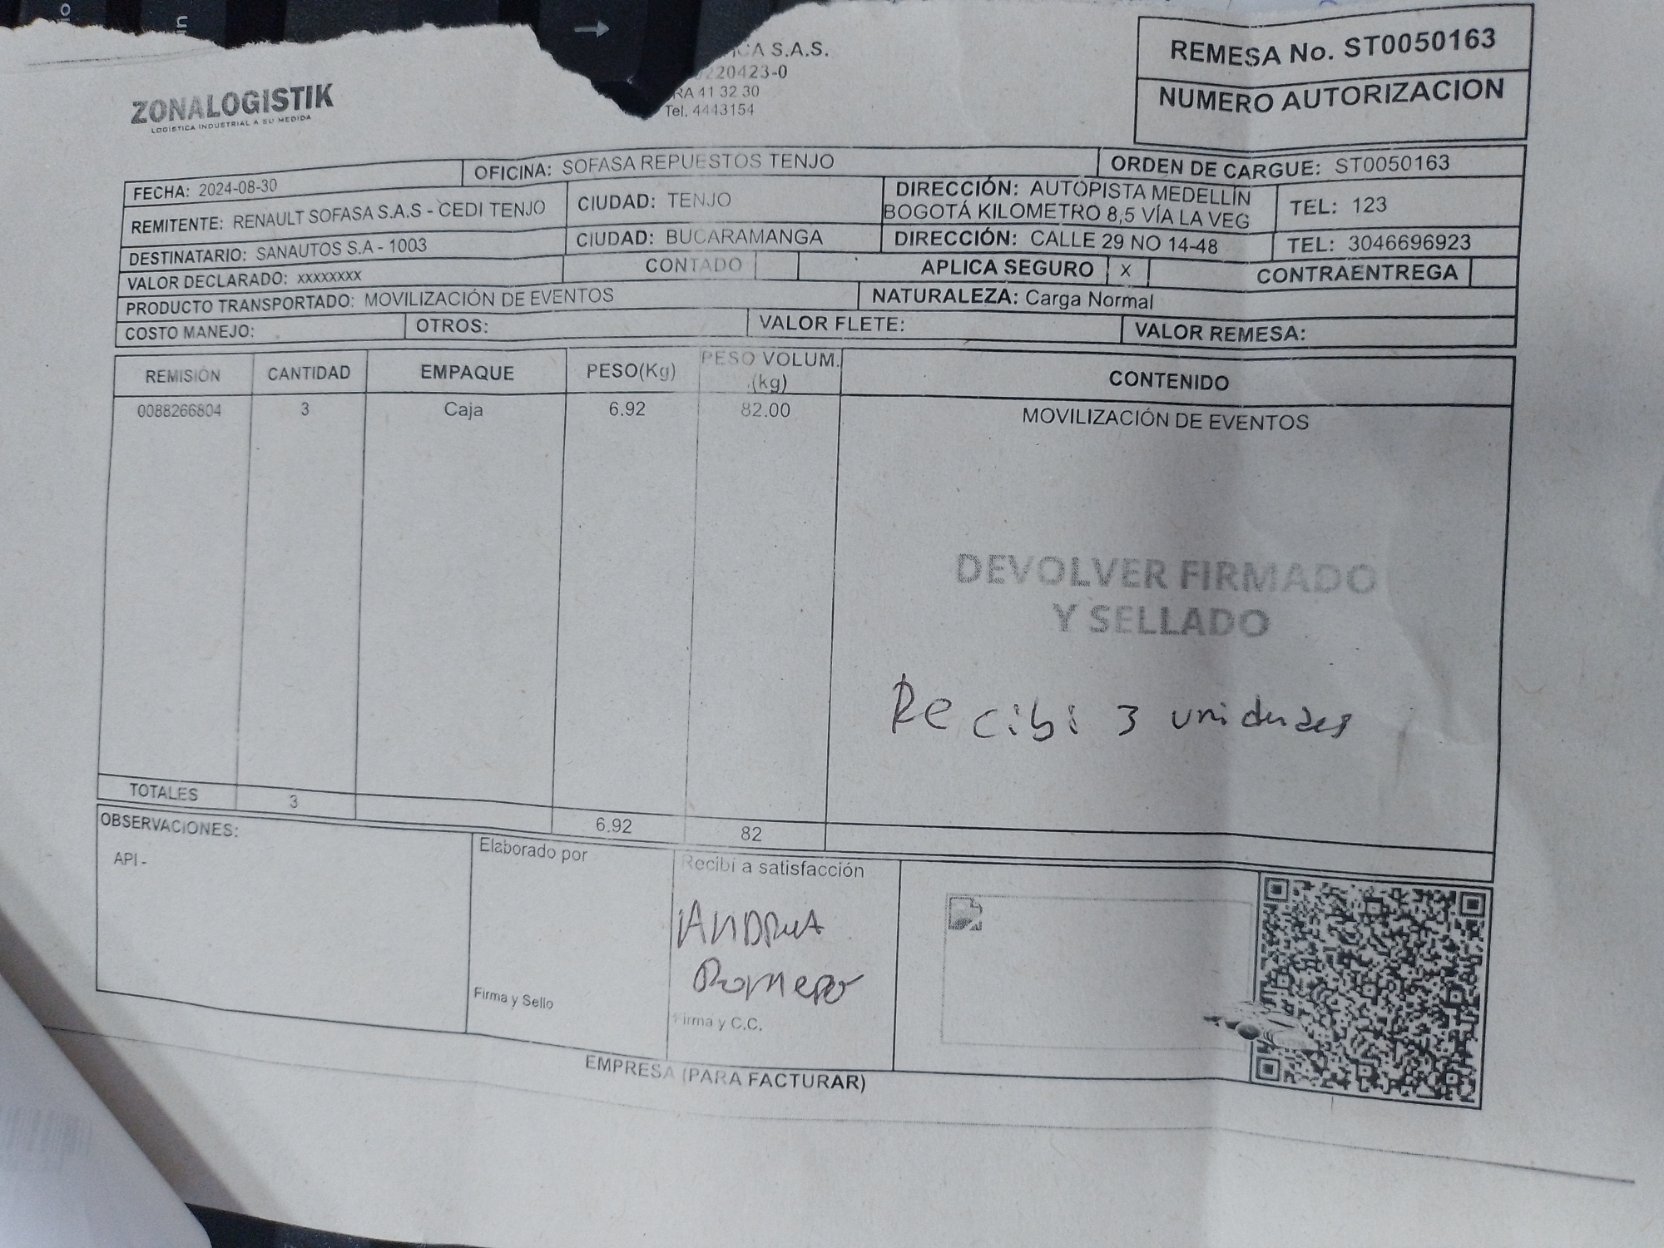 ZONALOGISTIK
LOGISTICA INDUSTRIAL A SU MEDIDA
S.A.S.
220423-0
RA 41 32 30
Tel. 4443154
REMESA No. ST0050163
NUMERO AUTORIZACION
FECHA: 2024-08-30
OFICINA: SOFASA REPUESTOS TENJO
ORDEN DE CARGUE: ST0050163
REMITENTE: RENAULT SOFASA S.A.S - CEDI TENJO
CIUDAD: TENJO
DIRECCIÓN: AUTOPISTA MEDELLÍN
BOGOTÁ KILOMETRO 8,5 VÍA LA VEG
TEL: 123
DESTINATARIO: SANAUTOS S.A - 1003
CIUDAD: BUCARAMANGA
DIRECCIÓN: CALLE 29 NO 14-48
TEL: 3046696923
VALOR DECLARADO: xxxxxxxx
CONTADO
APLICA SEGURO X
CONTRAENTREGA
PRODUCTO TRANSPORTADO: MOVILIZACIÓN DE EVENTOS
NATURALEZA: Carga Normal
COSTO MANEJO:
OTROS:
VALOR FLETE:
VALOR REMESA:
REMISIÓN CANTIDAD EMPAQUE PESO(Kg) PESO VOLUM. (kg) CONTENIDO
0088266804 3 Caja 6.92 82.00 MOVILIZACIÓN DE EVENTOS
DEVOLVER FIRMADO
Y SELLADO
Recibi 3 unidades
TOTALES 3 6.92 82
OBSERVACIONES:
API -
Elaborado por
Firma y Sello
Recibí a satisfacción
ANDREA
Romero
Firma y C.C.
EMPRESA (PARA FACTURAR)